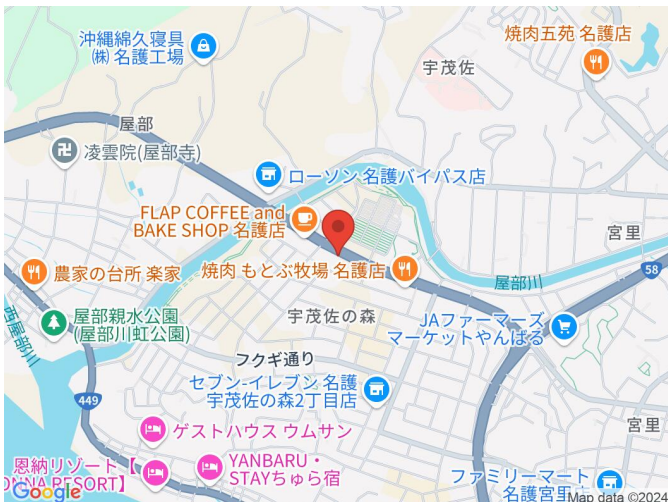 沖縄綿久寝具
㈱ 名護工場
焼肉五苑 名護店
宇茂佐
屋部
凌雲院(屋部寺)
ローソン 名護バイパス店
FLAP COFFEE and
BAKE SHOP 名護店
宮里
58
農家の台所 楽家
焼肉 もとぶ牧場 名護店
屋部川
西屋部川
屋部親水公園
(屋部川虹公園)
宇茂佐の森
JAファーマーズ
マーケットやんばる
フクギ通り
セブン-イレブン 名護
宇茂佐の森2丁目店
449
ゲストハウス ウムサン
宮里
恩納リゾート【
ONNA RESORT】
YANBARU・
STAYちゅら宿
ファミリーマート
名護宮里
Google
Map data ©2024